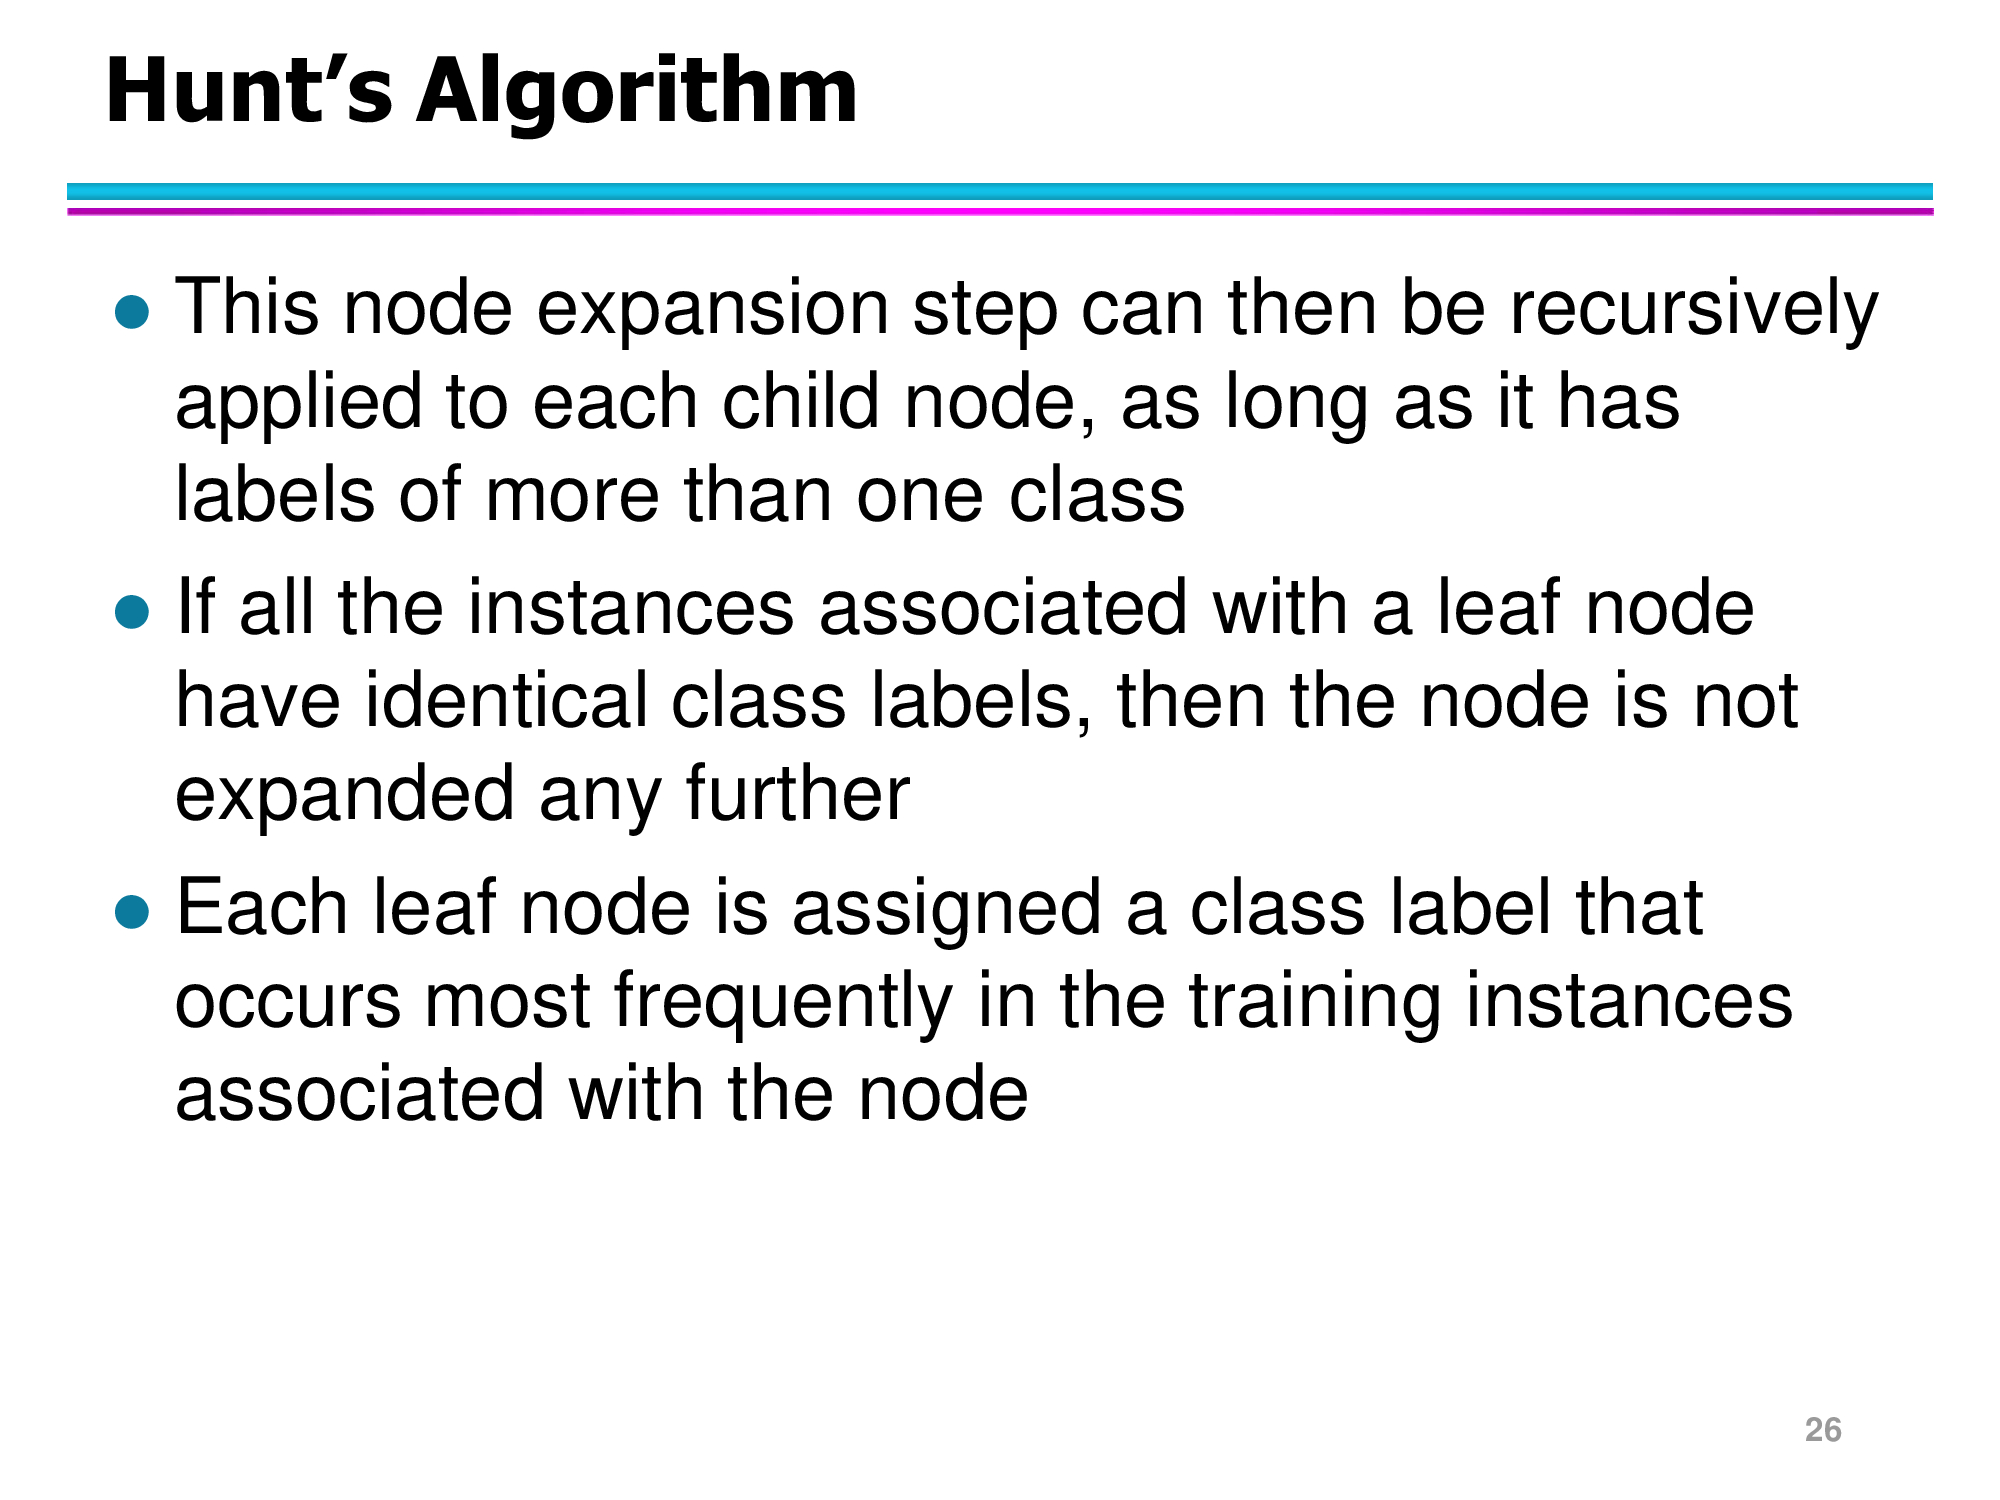 Hunt’s Algorithm
● This node expansion step can then be recursively
applied to each child node, as long as it has
labels of more than one class
● If all the instances associated with a leaf node
have identical class labels, then the node is not
expanded any further
● Each leaf node is assigned a class label that
occurs most frequently in the training instances
associated with the node
26